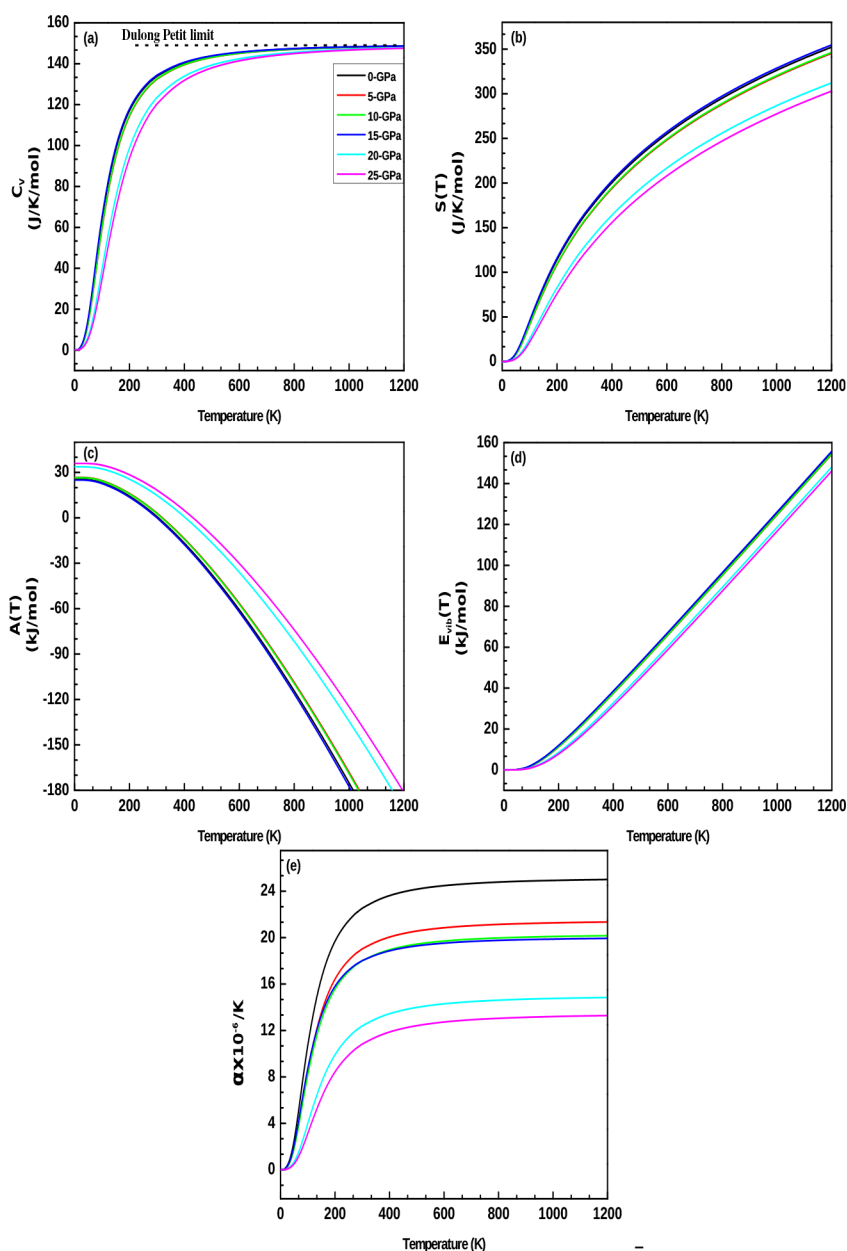 (a)
Dulong Petit limit
160
140
120
100
80
60
40
20
0
C_v
(J/K/mol)
0-GPa
5-GPa
10-GPa
15-GPa
20-GPa
25-GPa
0 200 400 600 800 1000 1200
Temperature (K)
(b)
350
300
250
200
150
100
50
0
S(T)
(J/K/mol)
0 200 400 600 800 1000 1200
Temperature (K)
(c)
30
0
-30
-60
-90
-120
-150
-180
A(T)
(kJ/mol)
0 200 400 600 800 1000 1200
Temperature (K)
(d)
160
140
120
100
80
60
40
20
0
E_vib(T)
(kJ/mol)
0 200 400 600 800 1000 1200
Temperature (K)
(e)
24
20
16
12
8
4
0
αx10⁻⁶/K
0 200 400 600 800 1000 1200
Temperature (K)